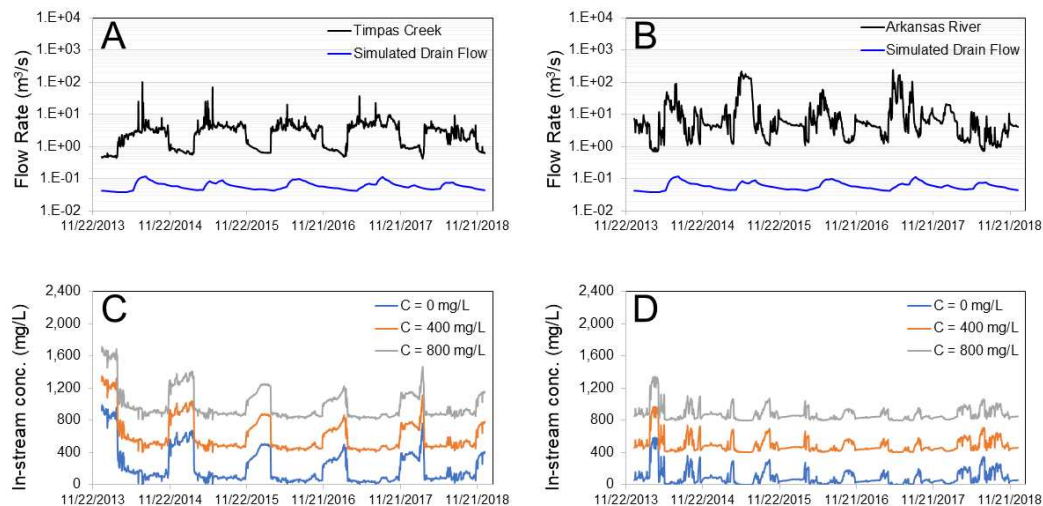 A
Timpas Creek
Simulated Drain Flow
Flow Rate (m³/s)
1.E+04
1.E+03
1.E+02
1.E+01
1.E+00
1.E-01
1.E-02
11/22/2013 11/22/2014 11/22/2015 11/21/2016 11/21/2017 11/21/2018
B
Arkansas River
Simulated Drain Flow
Flow Rate (m³/s)
1.E+04
1.E+03
1.E+02
1.E+01
1.E+00
1.E-01
1.E-02
11/22/2013 11/22/2014 11/22/2015 11/21/2016 11/21/2017 11/21/2018
C
C = 0 mg/L
C = 400 mg/L
C = 800 mg/L
In-stream conc. (mg/L)
2,400
2,000
1,600
1,200
800
400
0
11/22/2013 11/22/2014 11/22/2015 11/21/2016 11/21/2017 11/21/2018
D
C = 0 mg/L
C = 400 mg/L
C = 800 mg/L
In-stream conc. (mg/L)
2,400
2,000
1,600
1,200
800
400
0
11/22/2013 11/22/2014 11/22/2015 11/21/2016 11/21/2017 11/21/2018